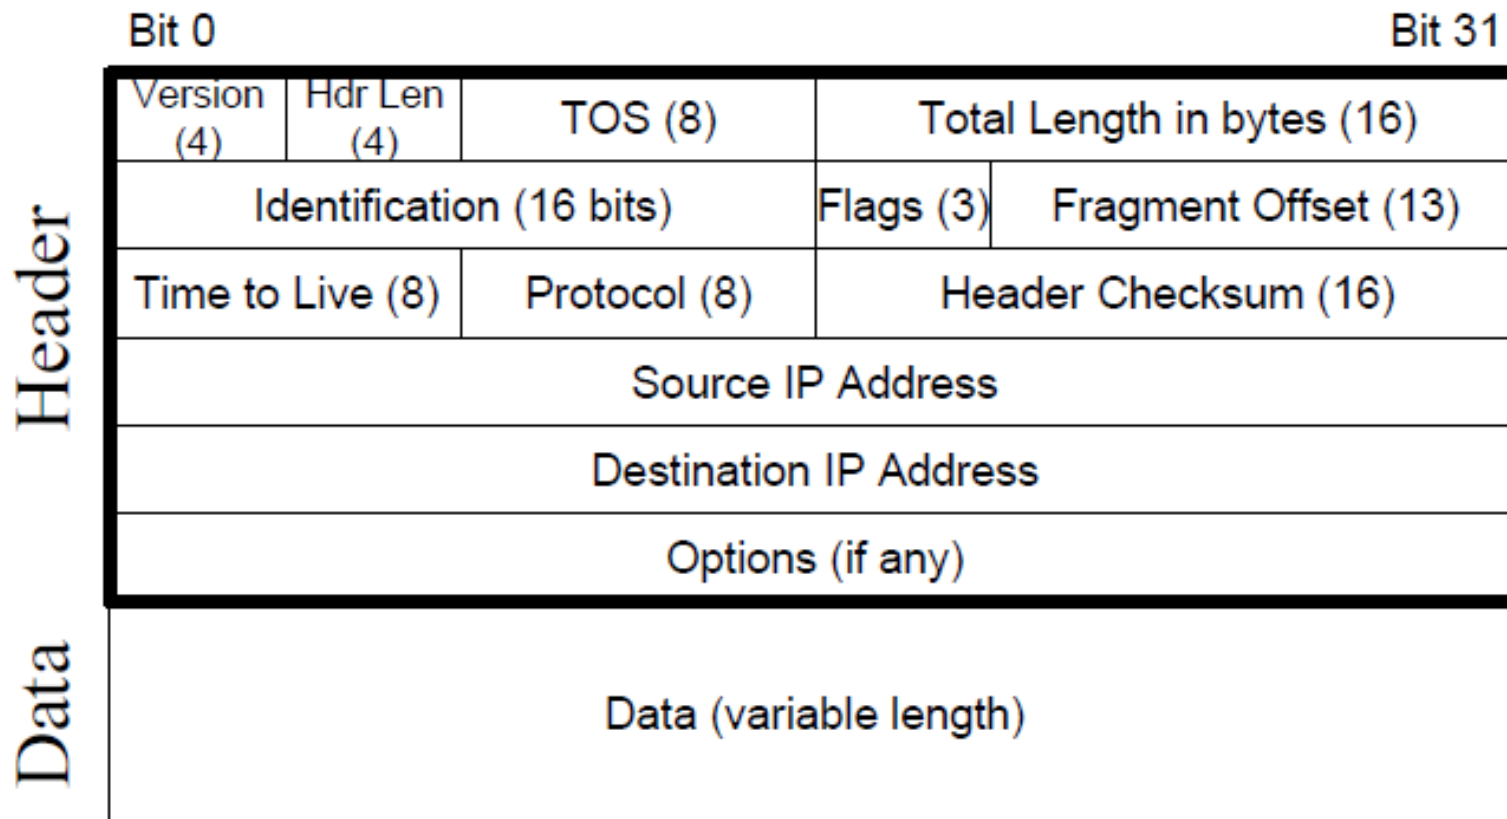 Bit 0 Bit 31
Version (4) Hdr Len (4) TOS (8) Total Length in bytes (16)
Identification (16 bits) Flags (3) Fragment Offset (13)
Time to Live (8) Protocol (8) Header Checksum (16)
Source IP Address
Destination IP Address
Options (if any)
Header
Data (variable length)
Data